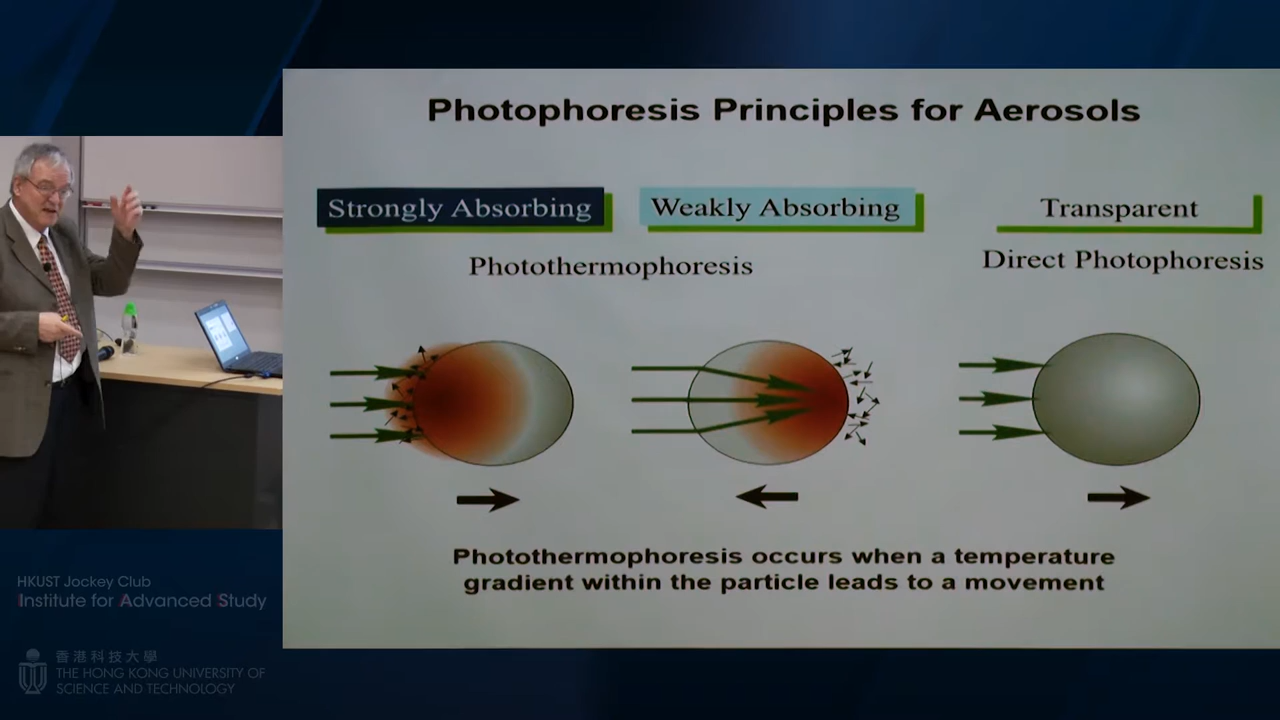 Photophoresis Principles for Aerosols
Strongly Absorbing
Weakly Absorbing
Transparent
Photothermophoresis
Direct Photophoresis
Photothermophoresis occurs when a temperature
gradient within the particle leads to a movement
HKUST Jockey Club
Institute for Advanced Study
香港科技大學
THE HONG KONG UNIVERSITY OF
SCIENCE AND TECHNOLOGY